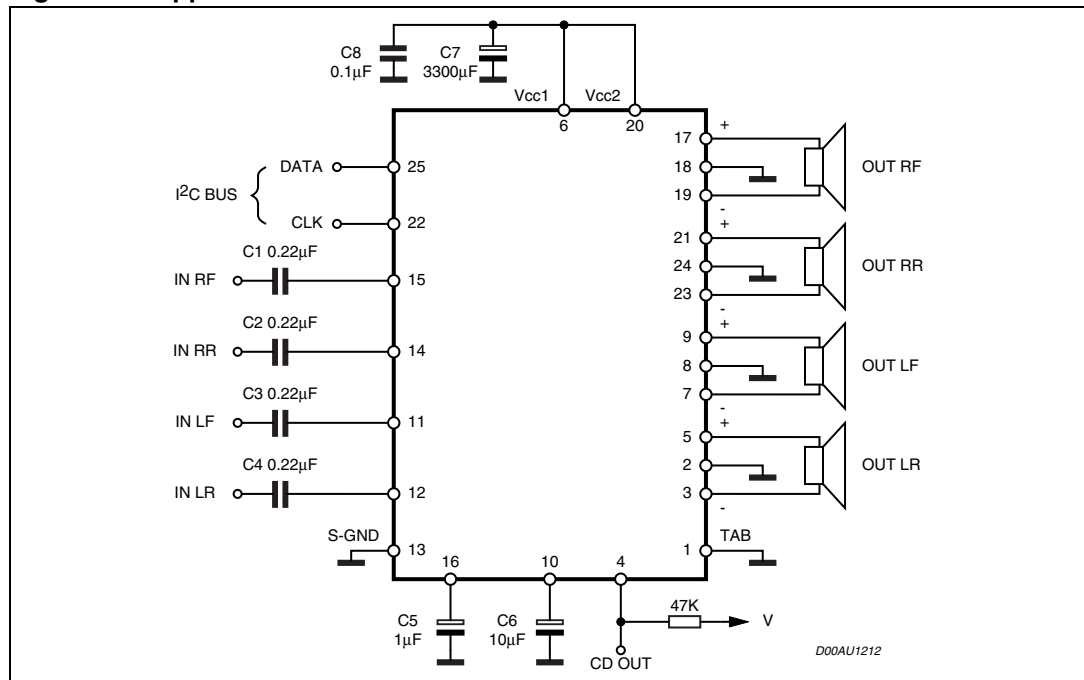 C8
0.1μF
C7
3300μF
Vcc1
Vcc2
6
20
I²C BUS
DATA
25
CLK
22
C1 0.22μF
IN RF
15
C2 0.22μF
IN RR
14
C3 0.22μF
IN LF
11
C4 0.22μF
IN LR
12
S-GND
13
16
10
4
C5
1μF
C6
10μF
CD OUT
47K
V
17
+
18
19
-
OUT RF
21
+
24
23
-
OUT RR
9
+
8
7
-
OUT LF
5
+
2
3
-
OUT LR
1
TAB
D00AU1212